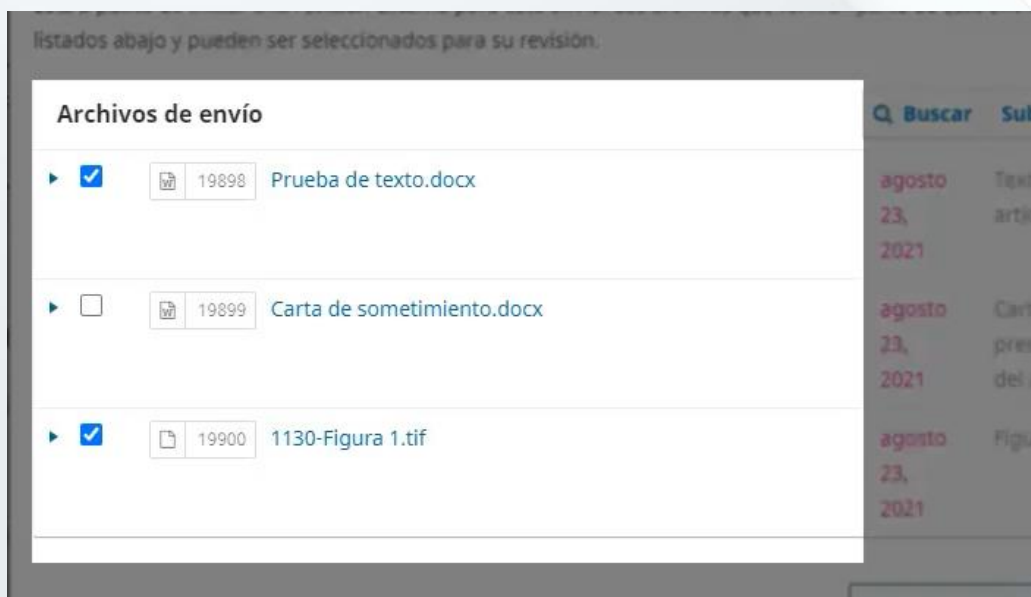 listados abajo y pueden ser seleccionados para su revisión.
Archivos de envío
Buscar
19898 Prueba de texto.docx
agosto
23,
2021
19899 Carta de sometimiento.docx
agosto
23,
2021
19900 1130-Figura 1.tif
agosto
23,
2021